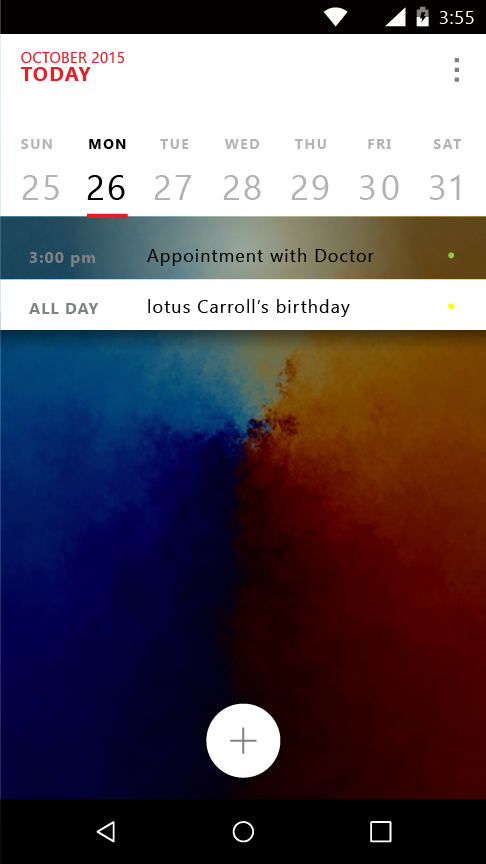 3:55
OCTOBER 2015
TODAY
SUN MON TUE WED THU FRI SAT
25 26 27 28 29 30 31
3:00 pm Appointment with Doctor
ALL DAY lotus Carroll’s birthday